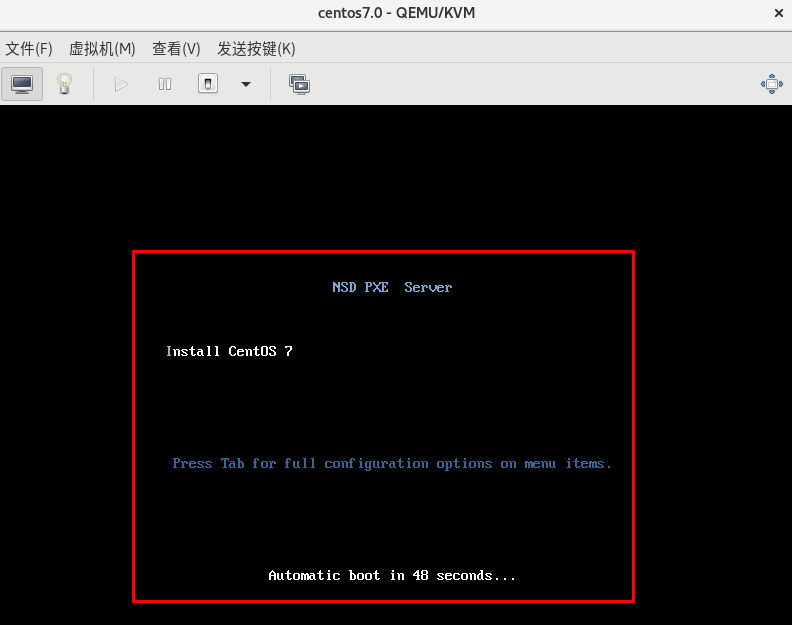 centos7.0 - QEMU/KVM
文件(F) 虚拟机(M) 查看(V) 发送按键(K)
NSD PXE  Server
Install CentOS 7
Press Tab for full configuration options on menu items.
Automatic boot in 48 seconds...